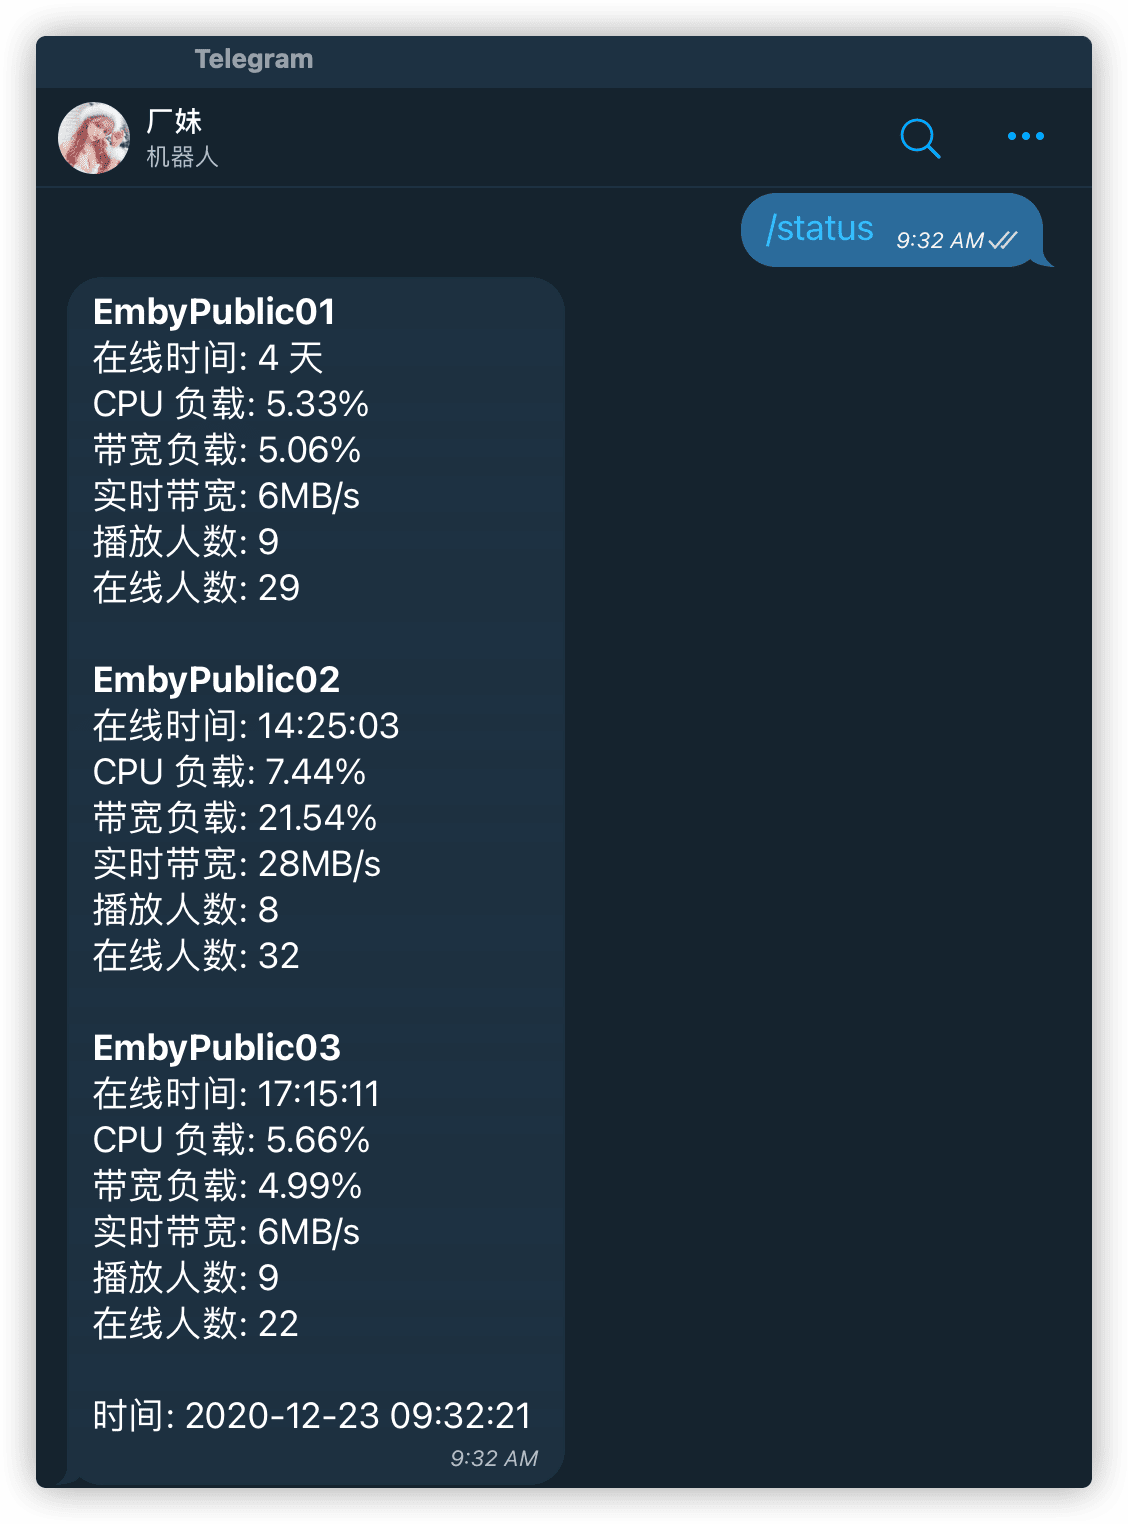 Telegram
厂妹
机器人
/status 9:32 AM
EmbyPublic01
在线时间: 4 天
CPU 负载: 5.33%
带宽负载: 5.06%
实时带宽: 6MB/s
播放人数: 9
在线人数: 29
EmbyPublic02
在线时间: 14:25:03
CPU 负载: 7.44%
带宽负载: 21.54%
实时带宽: 28MB/s
播放人数: 8
在线人数: 32
EmbyPublic03
在线时间: 17:15:11
CPU 负载: 5.66%
带宽负载: 4.99%
实时带宽: 6MB/s
播放人数: 9
在线人数: 22
时间: 2020-12-23 09:32:21
9:32 AM